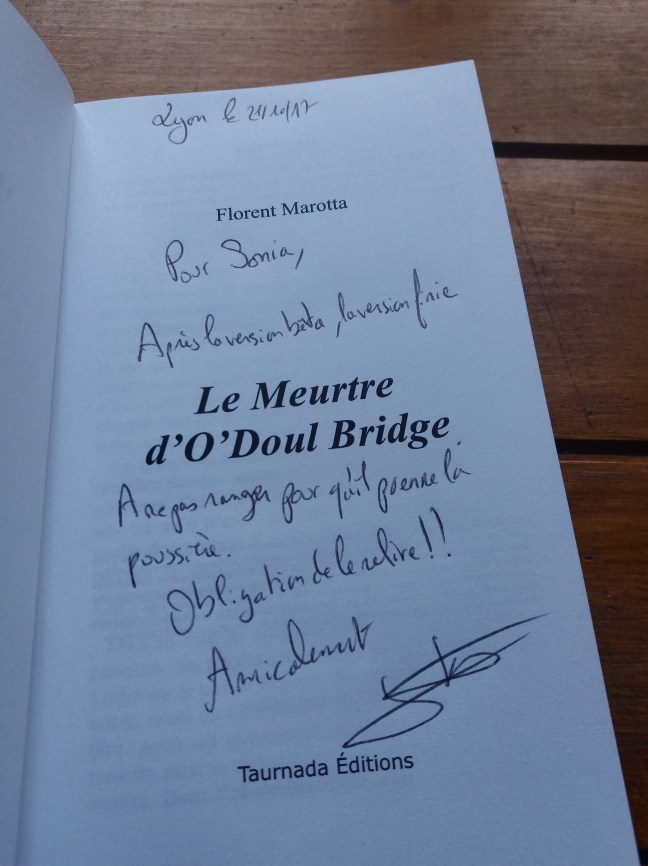 Lyon le 21/10/17
Florent Marotta
Pour Sonia,
Après la version bêta, la version finie
Le Meurtre
d'O'Doul Bridge
A ne pas ranger pour qu'il prenne la
poussière.
Obligation de le relire !!
Amicalement
Taurnada Éditions